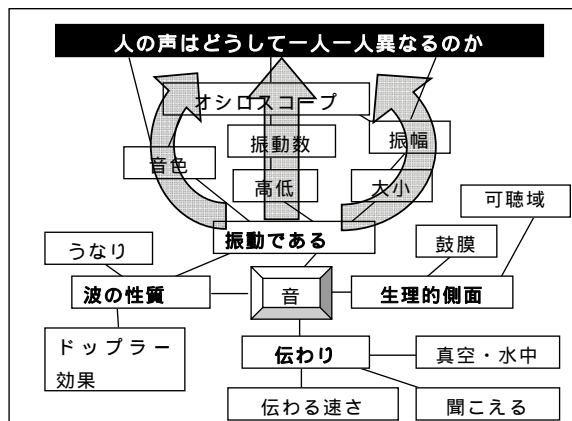 人の声はどうして一人一人異なるのか
オシロスコープ
振動数
振幅
音色
高低
大小
可聴域
振動である
うなり
鼓膜
波の性質
音
生理的側面
ドップラー
効果
伝わり
真空・水中
伝わる速さ
聞こえる